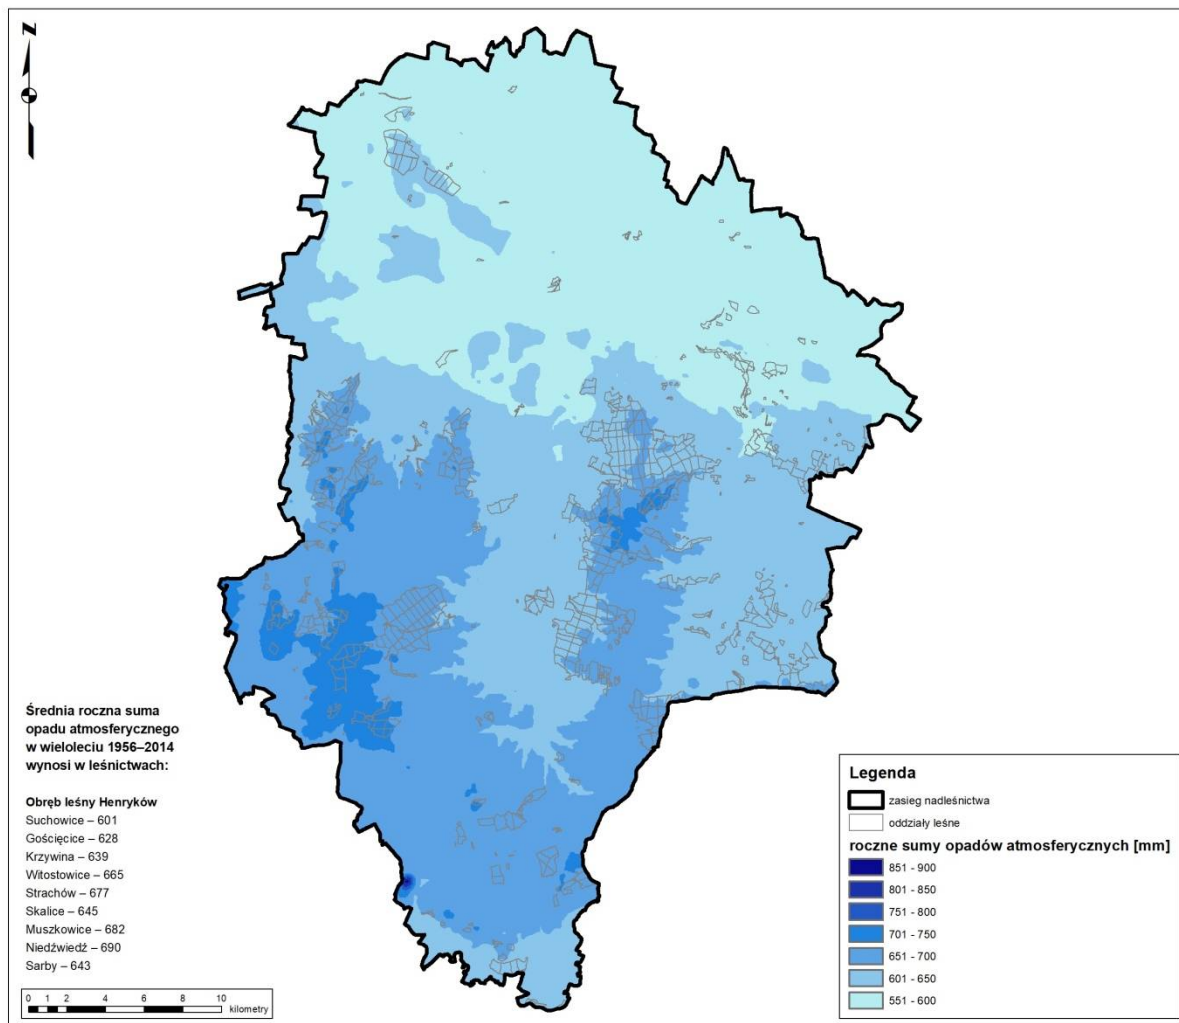 N
Średnia roczna suma
opadu atmosferycznego
w wieloleciu 1956–2014
wynosi w leśnictwach:
Obręb leśny Henryków
Suchowice – 601
Gościęcice – 628
Krzywina – 639
Witostowice – 665
Strachów – 677
Skalice – 645
Muszkowice – 682
Niedźwiedź – 690
Sarby – 643
0 1 2 4 6 8 10
kilometry
Legenda
zasieg nadleśnictwa
oddziały leśne
roczne sumy opadów atmosferycznych [mm]
851 - 900
801 - 850
751 - 800
701 - 750
651 - 700
601 - 650
551 - 600